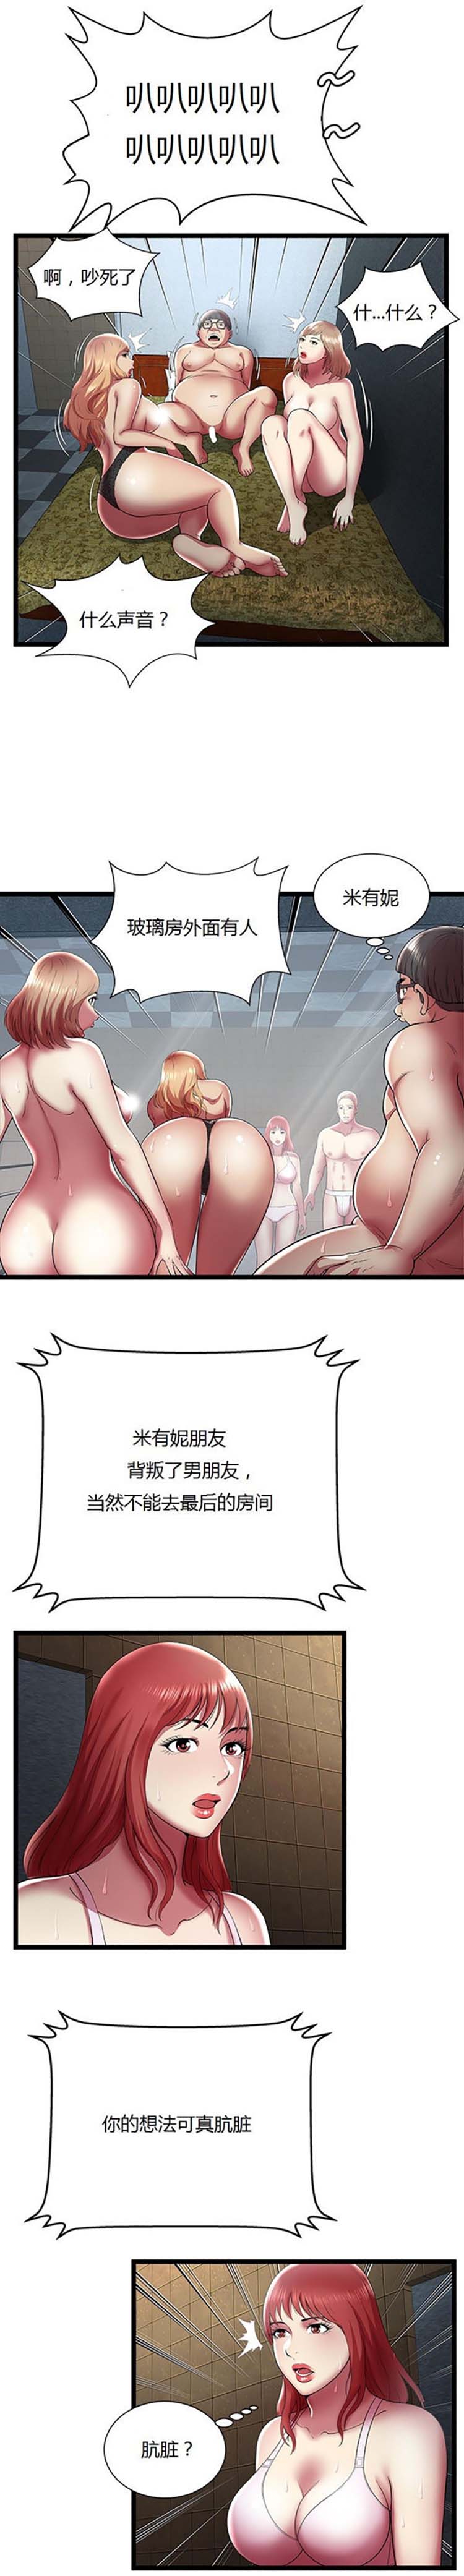 叭叭叭叭叭
叭叭叭叭叭
啊，吵死了
什...什么？
什么声音？
米有妮
玻璃房外面有人
米有妮朋友
背叛了男朋友，
当然不能去最后的房间
你的想法可真肮脏
肮脏？